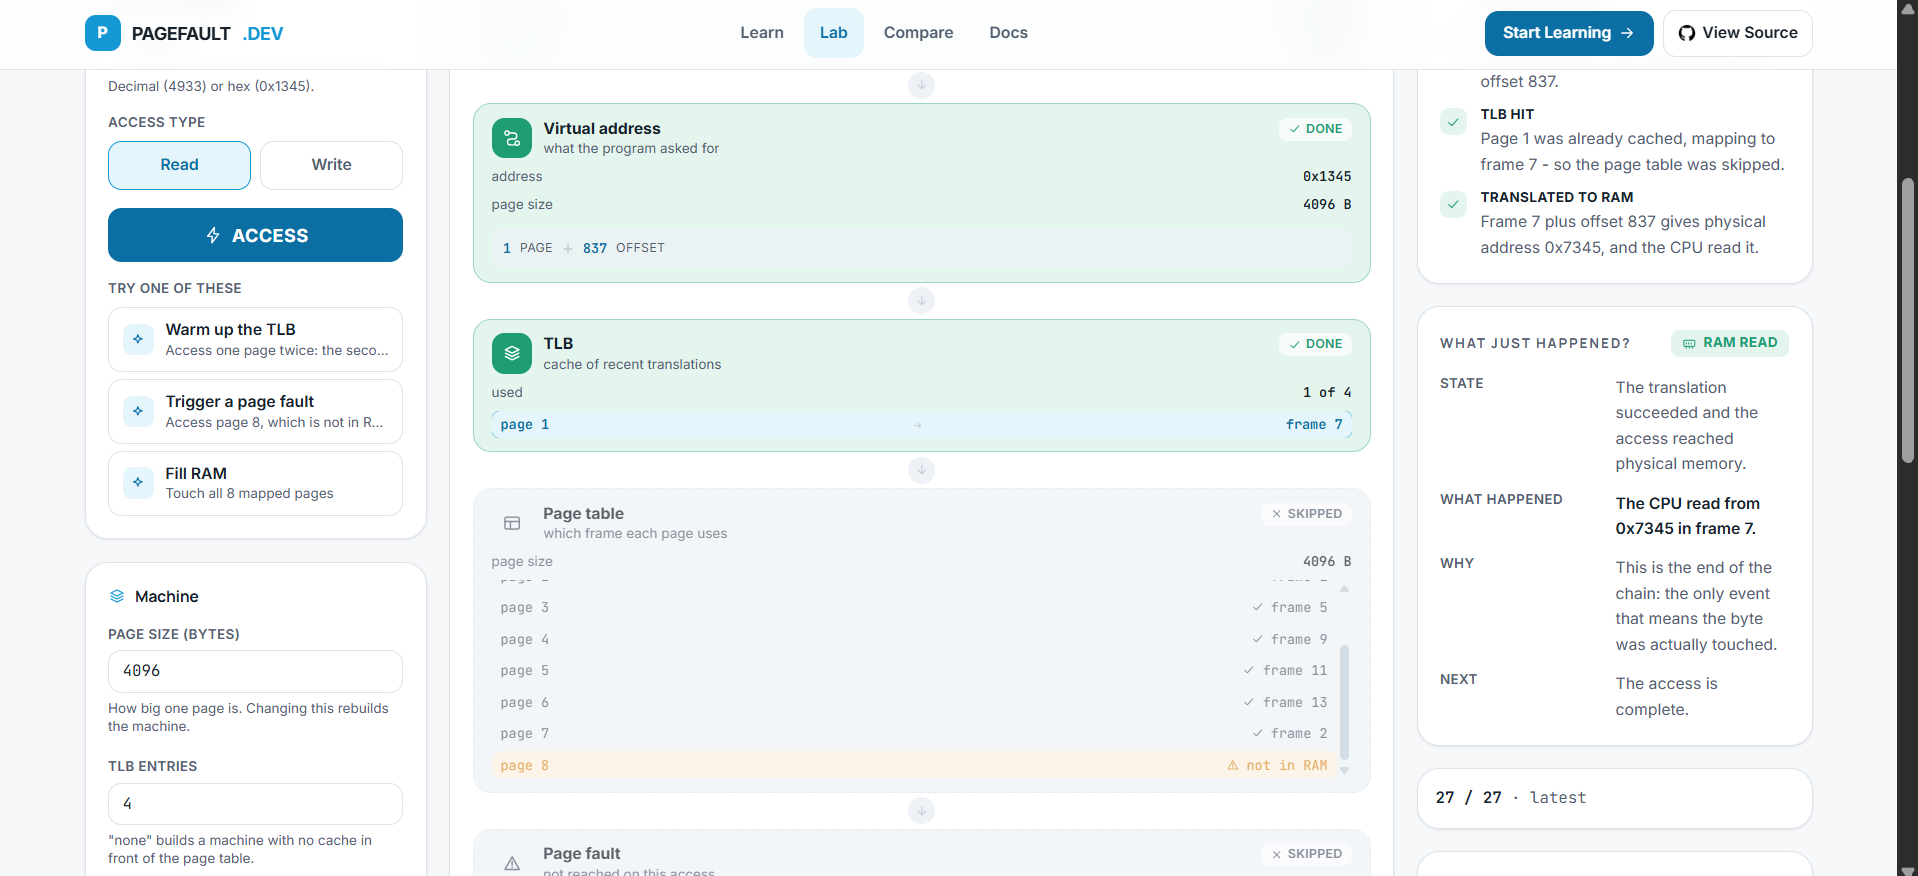 P PAGEFAULT .DEV
Learn
Lab
Compare
Docs
Start Learning →
View Source
Decimal (4933) or hex (0x1345).
ACCESS TYPE
Read
Write
ACCESS
TRY ONE OF THESE
Warm up the TLB
Access one page twice: the seco...
Trigger a page fault
Access page 8, which is not in R...
Fill RAM
Touch all 8 mapped pages
Machine
PAGE SIZE (BYTES)
4096
How big one page is. Changing this rebuilds
the machine.
TLB ENTRIES
4
"none" builds a machine with no cache in
front of the page table.
Virtual address
what the program asked for
DONE
address 0x1345
page size 4096 B
1 PAGE + 837 OFFSET
TLB
cache of recent translations
DONE
used 1 of 4
page 1 → frame 7
Page table
which frame each page uses
SKIPPED
page size 4096 B
page 3 ✓ frame 5
page 4 ✓ frame 9
page 5 ✓ frame 11
page 6 ✓ frame 13
page 7 ✓ frame 2
page 8 not in RAM
Page fault
not reached on this access
SKIPPED
offset 837.
TLB HIT
Page 1 was already cached, mapping to
frame 7 - so the page table was skipped.
TRANSLATED TO RAM
Frame 7 plus offset 837 gives physical
address 0x7345, and the CPU read it.
WHAT JUST HAPPENED?
RAM READ
STATE
The translation
succeeded and the
access reached
physical memory.
WHAT HAPPENED
The CPU read from
0x7345 in frame 7.
WHY
This is the end of the
chain: the only event
that means the byte
was actually touched.
NEXT
The access is
complete.
27 / 27 · latest